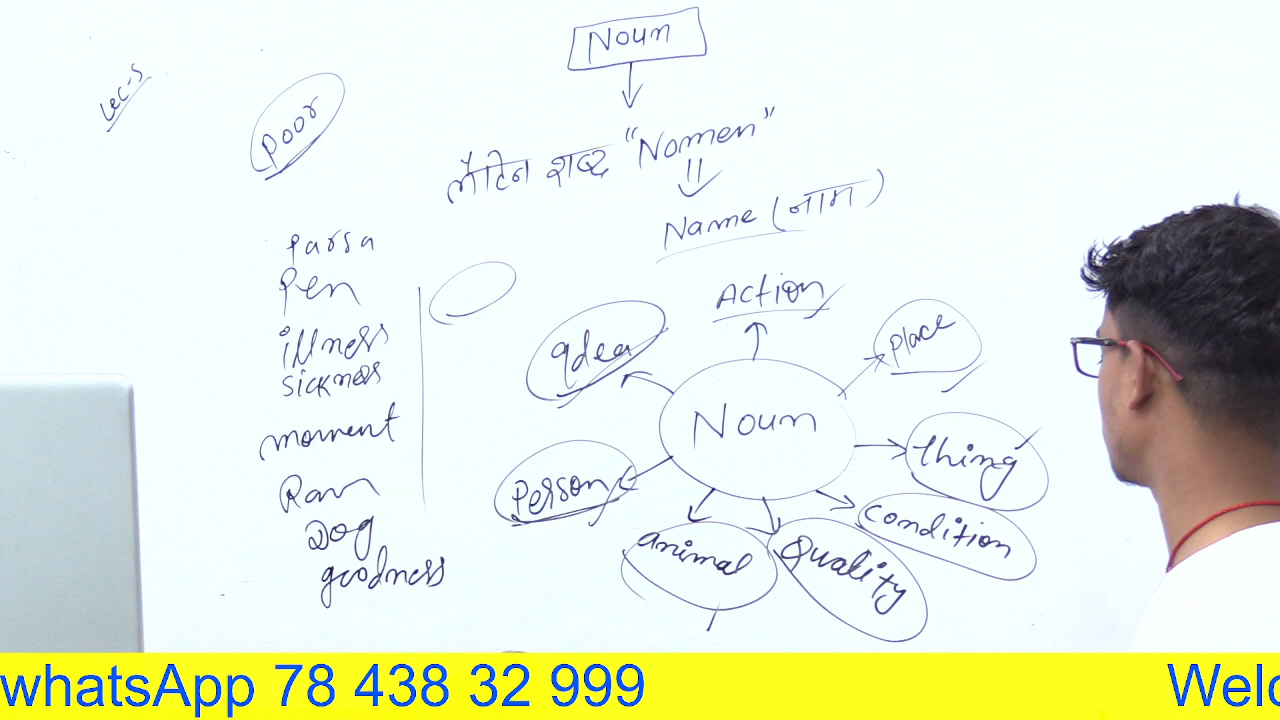 Noun
Lec-5
Poor
लैटिन शब्द "Nomen"
Name (नाम)
Parsa
Pen
illness
sickness
moment
Ram
Dog
goodness
Action
Idea
Place
Noun
thing
Person
condition
animal
Quality
whatsApp 78 438 32 999
Welc